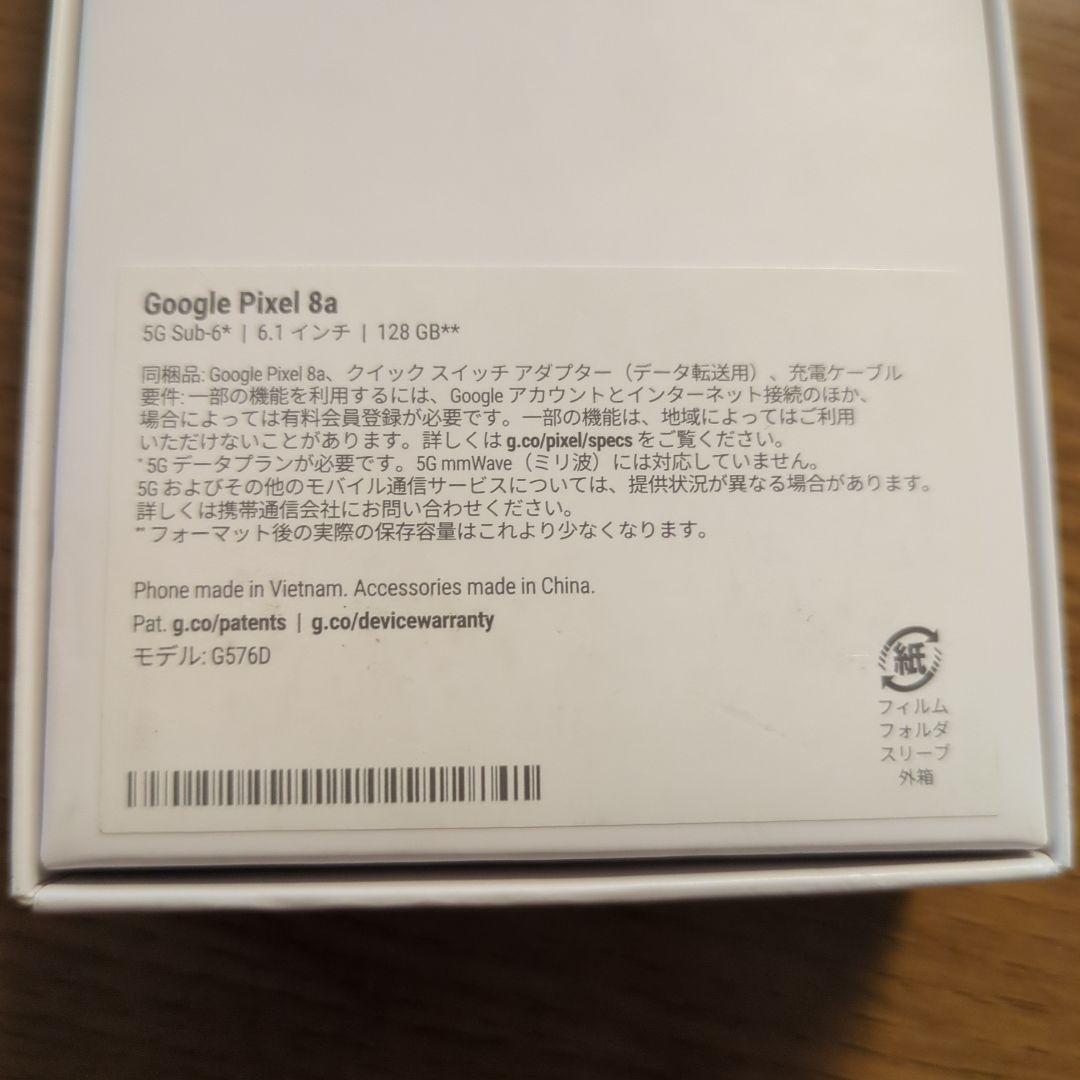 Google Pixel 8a
5G Sub-6* | 6.1 インチ | 128 GB**
同梱品: Google Pixel 8a、クイック スイッチ アダプター（データ転送用）、充電ケーブル
要件: 一部の機能を利用するには、Google アカウントとインターネット接続のほか、
場合によっては有料会員登録が必要です。一部の機能は、地域によってはご利用
いただけないことがあります。詳しくは g.co/pixel/specs をご覧ください。
*5G データプランが必要です。5G mmWave（ミリ波）には対応していません。
5G およびその他のモバイル通信サービスについては、提供状況が異なる場合があります。
詳しくは携帯通信会社にお問い合わせください。
**フォーマット後の実際の保存容量はこれより少なくなります。
Phone made in Vietnam. Accessories made in China.
Pat. g.co/patents | g.co/devicewarranty
モデル: G576D
紙
フィルム
フォルダ
スリーブ
外箱